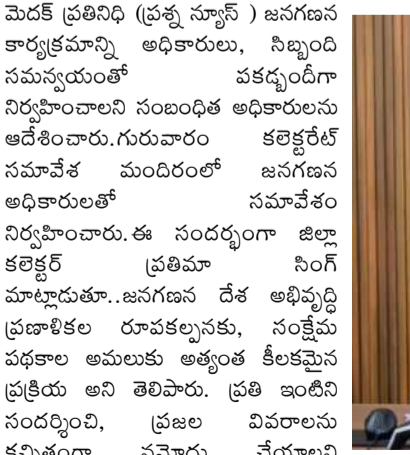 మెదక్ ప్రతినిధి (ప్రశ్న న్యూస్ ) జనగణన
కార్యక్రమాన్ని అధికారులు, సిబ్బంది
సమన్వయంతో పకడ్బందీగా
నిర్వహించాలని సంబంధిత అధికారులను
ఆదేశించారు.గురువారం కలెక్టరేట్
సమావేశ మందిరంలో జనగణన
అధికారులతో సమావేశం
నిర్వహించారు.ఈ సందర్భంగా జిల్లా
కలెక్టర్ ప్రతిమా సింగ్
మాట్లాడుతూ..జనగణన దేశ అభివృద్ధి
ప్రణాళికల రూపకల్పనకు, సంక్షేమ
పథకాల అమలుకు అత్యంత కీలకమైన
ప్రక్రియ అని తెలిపారు. ప్రతి ఇంటిని
సందర్శించి, ప్రజల వివరాలను